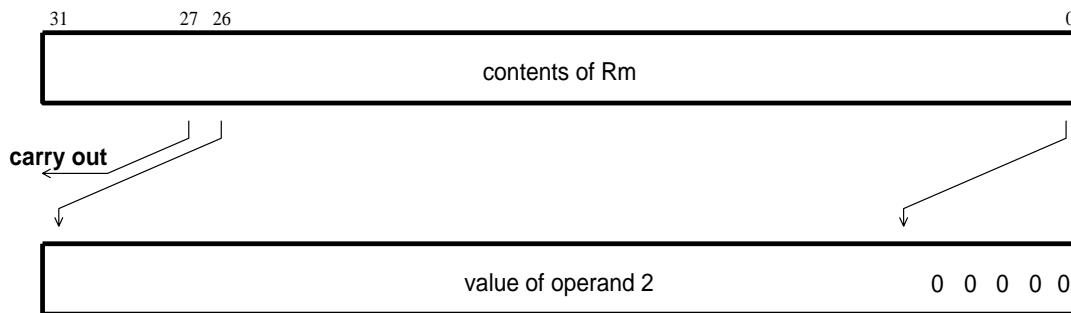 31 27 26 0
contents of Rm
carry out
value of operand 2 0 0 0 0 0